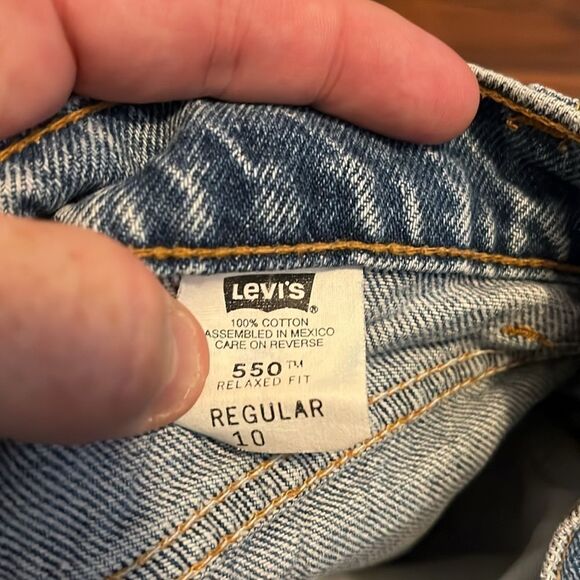 Levi's ®
100% COTTON
ASSEMBLED IN MEXICO
CARE ON REVERSE
550™
RELAXED FIT
REGULAR
10